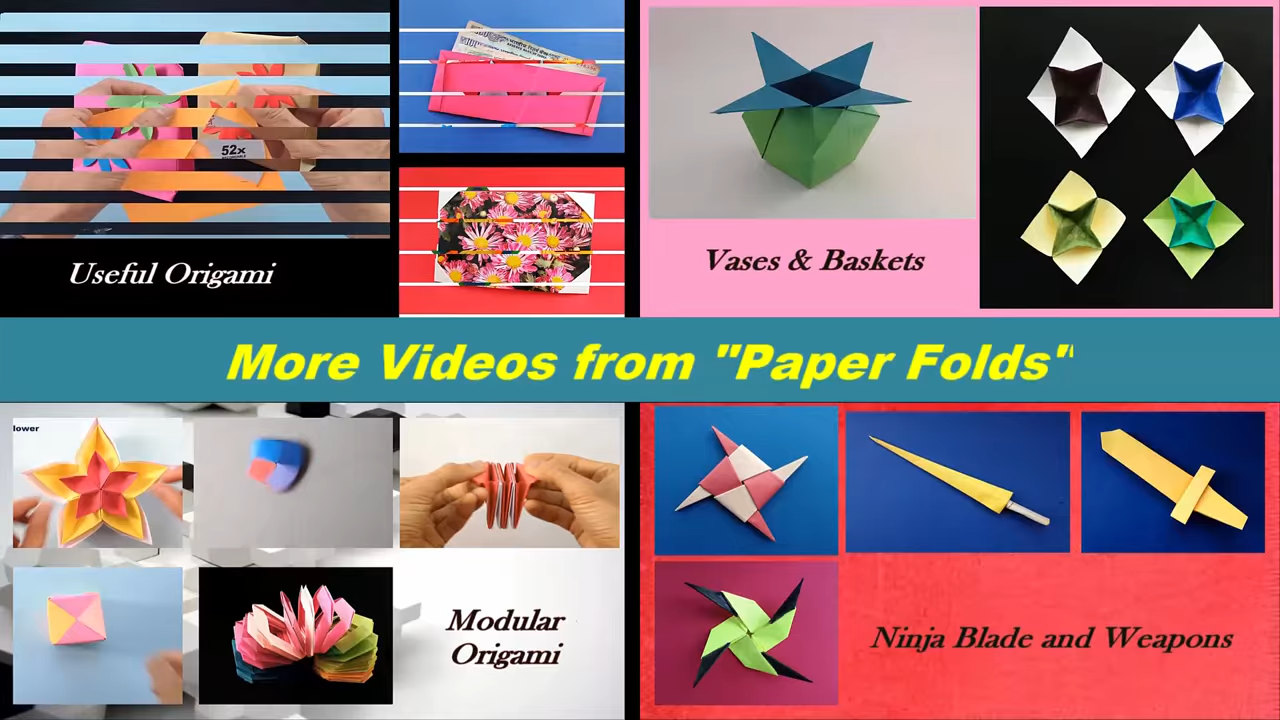 52x
Useful Origami
Vases & Baskets
More Videos from "Paper Folds"
lower
Modular
Origami
Ninja Blade and Weapons